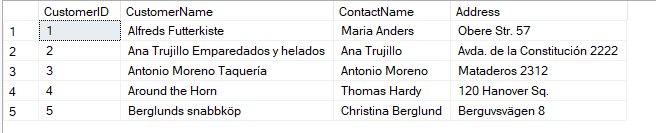 CustomerID CustomerName ContactName Address
1 1 Alfreds Futterkiste Maria Anders Obere Str. 57
2 2 Ana Trujillo Emparedados y helados Ana Trujillo Avda. de la Constitución 2222
3 3 Antonio Moreno Taquería Antonio Moreno Mataderos 2312
4 4 Around the Horn Thomas Hardy 120 Hanover Sq.
5 5 Berglunds snabbköp Christina Berglund Berguvsvägen 8